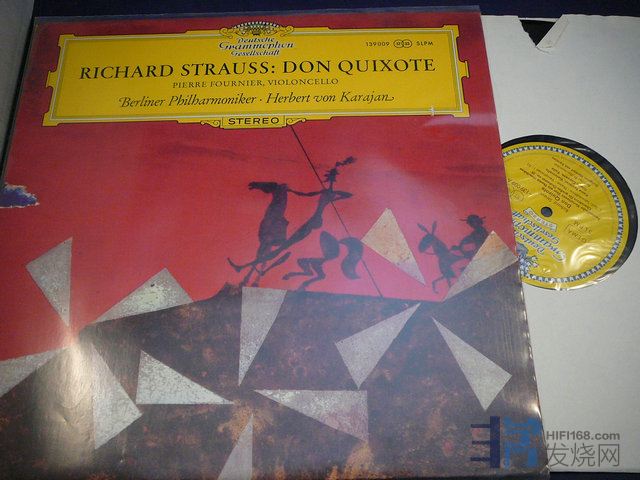 Deutsche
Grammophon
Gesellschaft
139009 SLPM
RICHARD STRAUSS: DON QUIXOTE
PIERRE FOURNIER, VIOLONCELLO
Berliner Philharmoniker · Herbert von Karajan
STEREO
HIFI168.com
发烧网